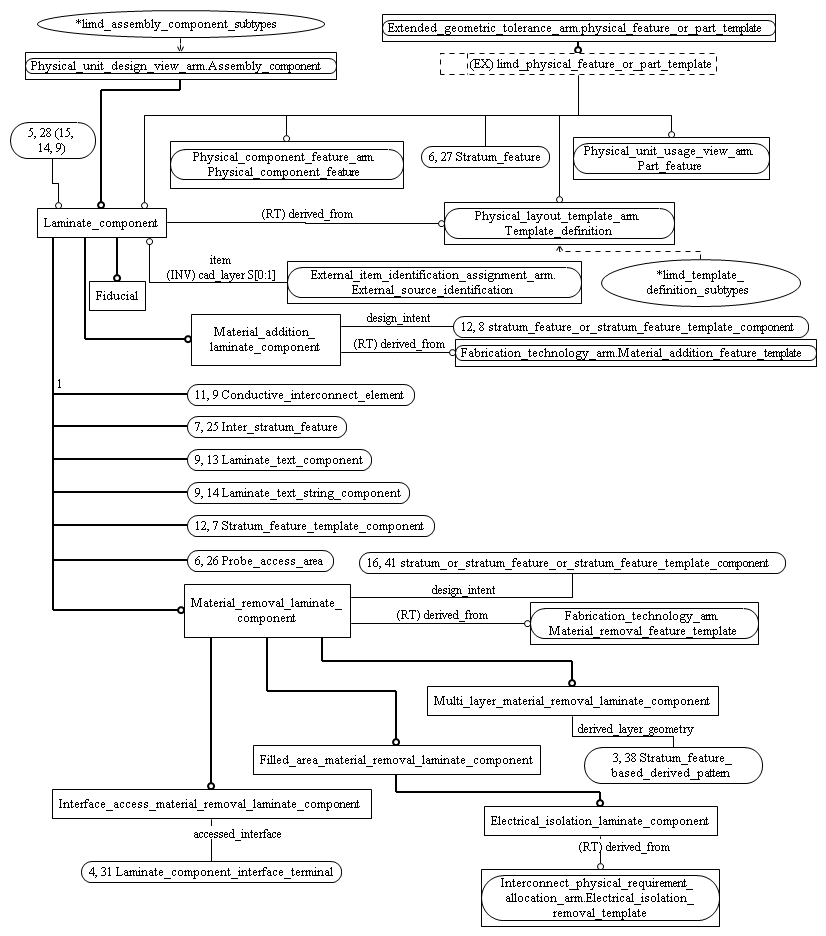 *limd_assembly_component_subtypes
Extended_geometric_tolerance_arm.physical_feature_or_part_template
Physical_unit_design_view_arm.Assembly_component
(EX) limd_physical_feature_or_part_template
5, 28 (15,
14, 9)
Physical_component_feature_arm.
Physical_component_feature
6, 27 Stratum_feature
Physical_unit_usage_view_arm.
Part_feature
Laminate_component
(RT) derived_from
Physical_layout_template_arm.
Template_definition
item
(INV) cad_layer S[0:1]
External_item_identification_assignment_arm.
External_source_identification
*limd_template_
definition_subtypes
Fiducial
Material_addition_
laminate_component
design_intent
12, 8 stratum_feature_or_stratum_feature_template_component
(RT) derived_from
Fabrication_technology_arm.Material_addition_feature_template
1
11, 9 Conductive_interconnect_element
7, 25 Inter_stratum_feature
9, 13 Laminate_text_component
9, 14 Laminate_text_string_component
12, 7 Stratum_feature_template_component
6, 26 Probe_access_area
16, 41 stratum_or_stratum_feature_or_stratum_feature_template_component
Material_removal_laminate_
component
design_intent
(RT) derived_from
Fabrication_technology_arm.
Material_removal_feature_template
Multi_layer_material_removal_laminate_component
derived_layer_geometry
3, 38 Stratum_feature_
based_derived_pattern
Filled_area_material_removal_laminate_component
Interface_access_material_removal_laminate_component
accessed_interface
4, 31 Laminate_component_interface_terminal
Electrical_isolation_laminate_component
(RT) derived_from
Interconnect_physical_requirement_
allocation_arm.Electrical_isolation_
removal_template